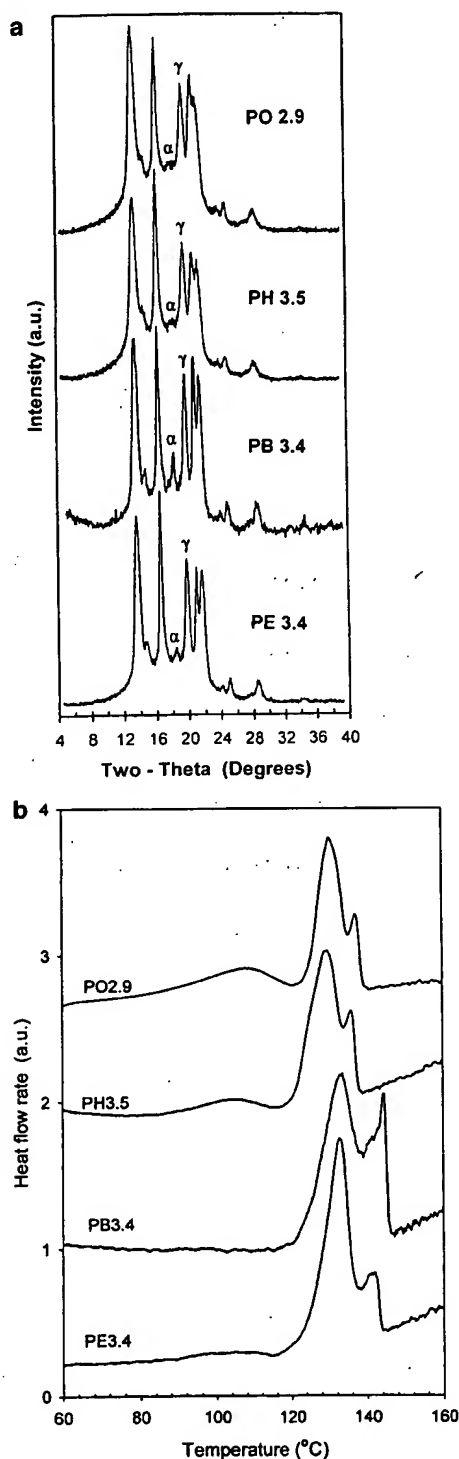 a
γ
PO 2.9
α
γ
PH 3.5
α
γ
PB 3.4
α
γ
PE 3.4
α
Intensity (a.u.)
4 8 12 16 20 24 28 32 36 40
Two - Theta (Degrees)
b
4
3
PO2.9
2
PH3.5
PB3.4
1
PE3.4
0
Heat flow rate (a.u.)
60 80 100 120 140 160
Temperature (°C)